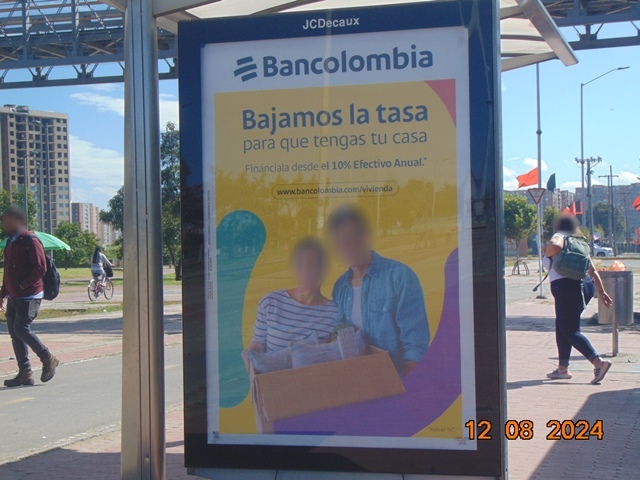 JCDecaux
Bancolombia
Bajamos la tasa
para que tengas tu casa
Fináncíala desde el 10% Efectivo Anual.*
www.bancolombia.com/vivienda
12 08 2024